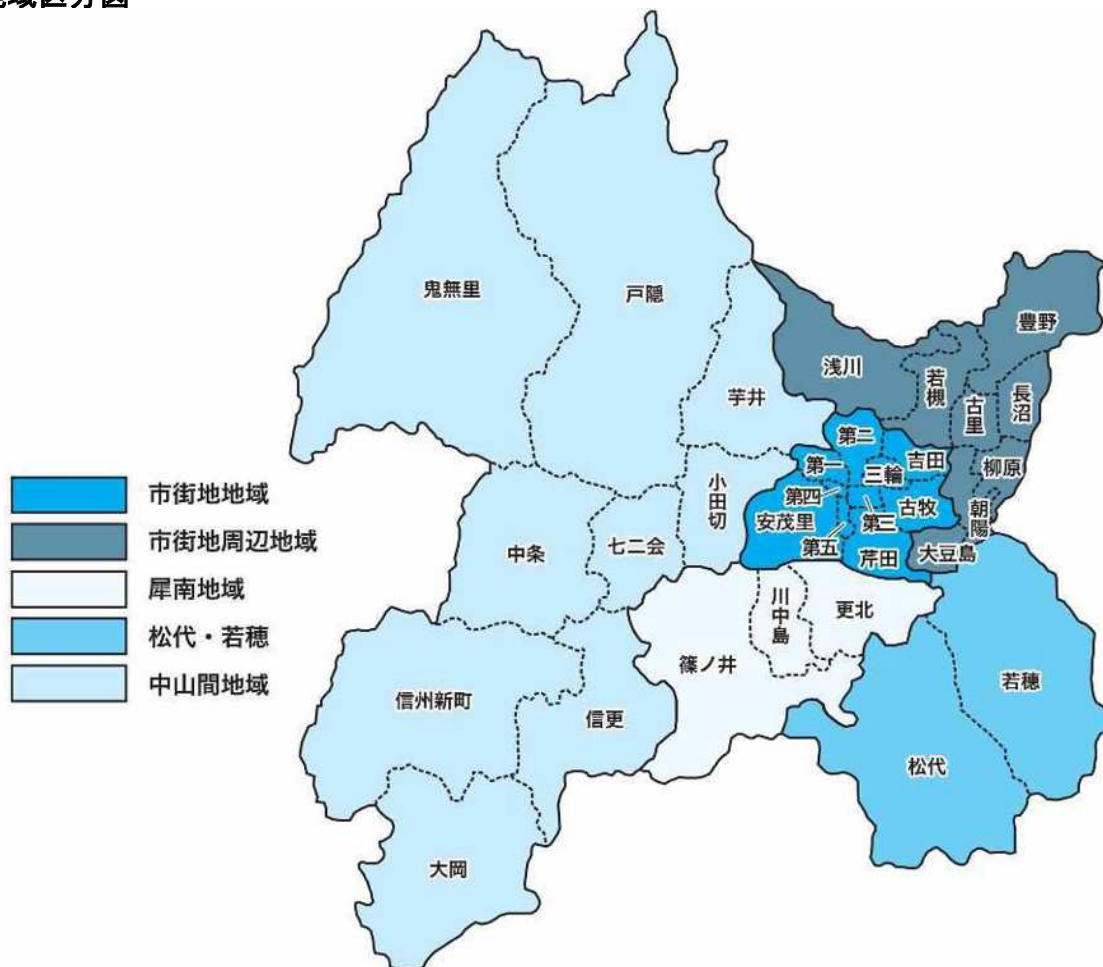 地域区分図
鬼無里
戸隠
豊野
浅川
若槻
長沼
芋井
古里
第二
吉田
第一
三輪
柳原
小田切
第四
古牧
朝陽
安茂里
第三
第五
芹田
大豆島
中条
七二会
川中島
更北
篠ノ井
若穂
信州新町
信更
松代
大岡
市街地地域
市街地周辺地域
犀南地域
松代・若穂
中山間地域